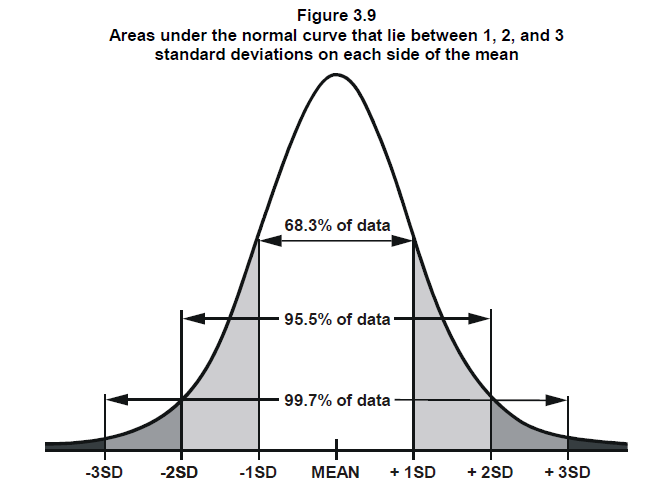 Figure 3.9
Areas under the normal curve that lie between 1, 2, and 3
standard deviations on each side of the mean
68.3% of data
95.5% of data
99.7% of data
-3SD -2SD -1SD MEAN + 1SD + 2SD + 3SD